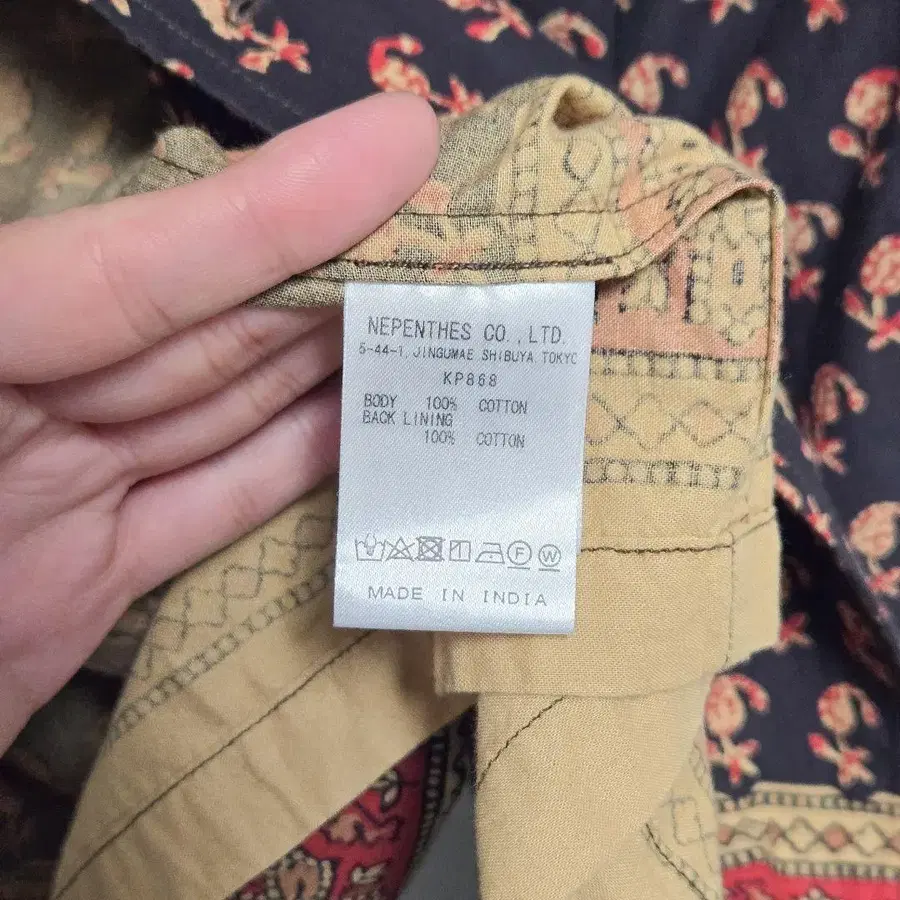 NEPENTHES CO., LTD.
5-44-1, JINGUMAE SHIBUYA TOKYO
KP868
BODY 100% COTTON
BACK LINING
100% COTTON
F W
MADE IN INDIA